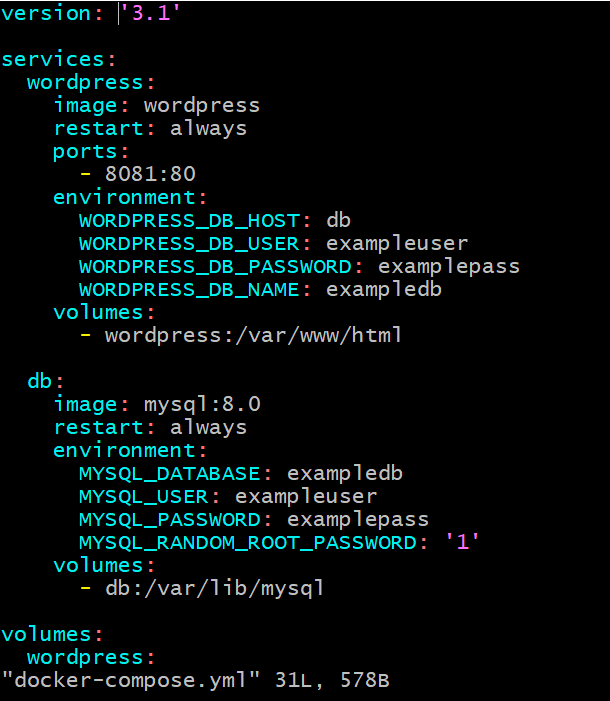 version: '3.1'

services:
  wordpress:
    image: wordpress
    restart: always
    ports:
      - 8081:80
    environment:
      WORDPRESS_DB_HOST: db
      WORDPRESS_DB_USER: exampleuser
      WORDPRESS_DB_PASSWORD: examplepass
      WORDPRESS_DB_NAME: exampledb
    volumes:
      - wordpress:/var/www/html

  db:
    image: mysql:8.0
    restart: always
    environment:
      MYSQL_DATABASE: exampledb
      MYSQL_USER: exampleuser
      MYSQL_PASSWORD: examplepass
      MYSQL_RANDOM_ROOT_PASSWORD: '1'
    volumes:
      - db:/var/lib/mysql

volumes:
  wordpress:
"docker-compose.yml" 31L, 578B